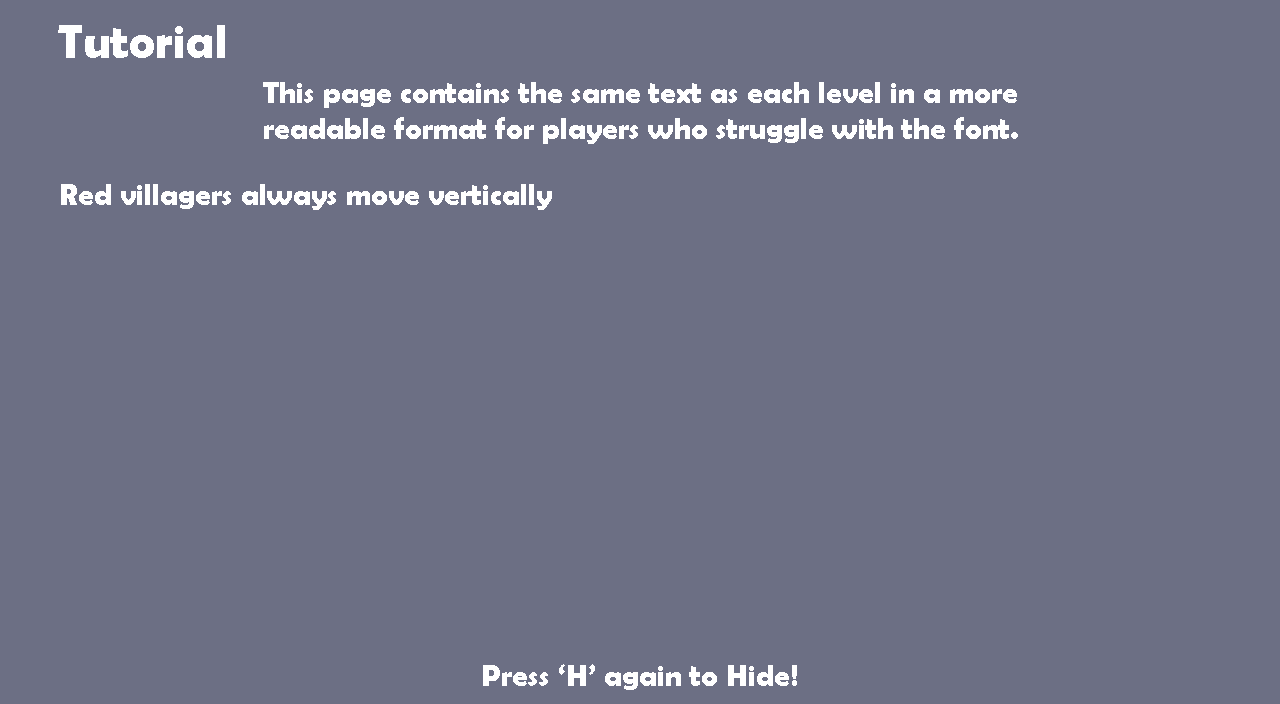 Tutorial
This page contains the same text as each level in a more
readable format for players who struggle with the font.
Red villagers always move vertically
Press ‘H’ again to Hide!